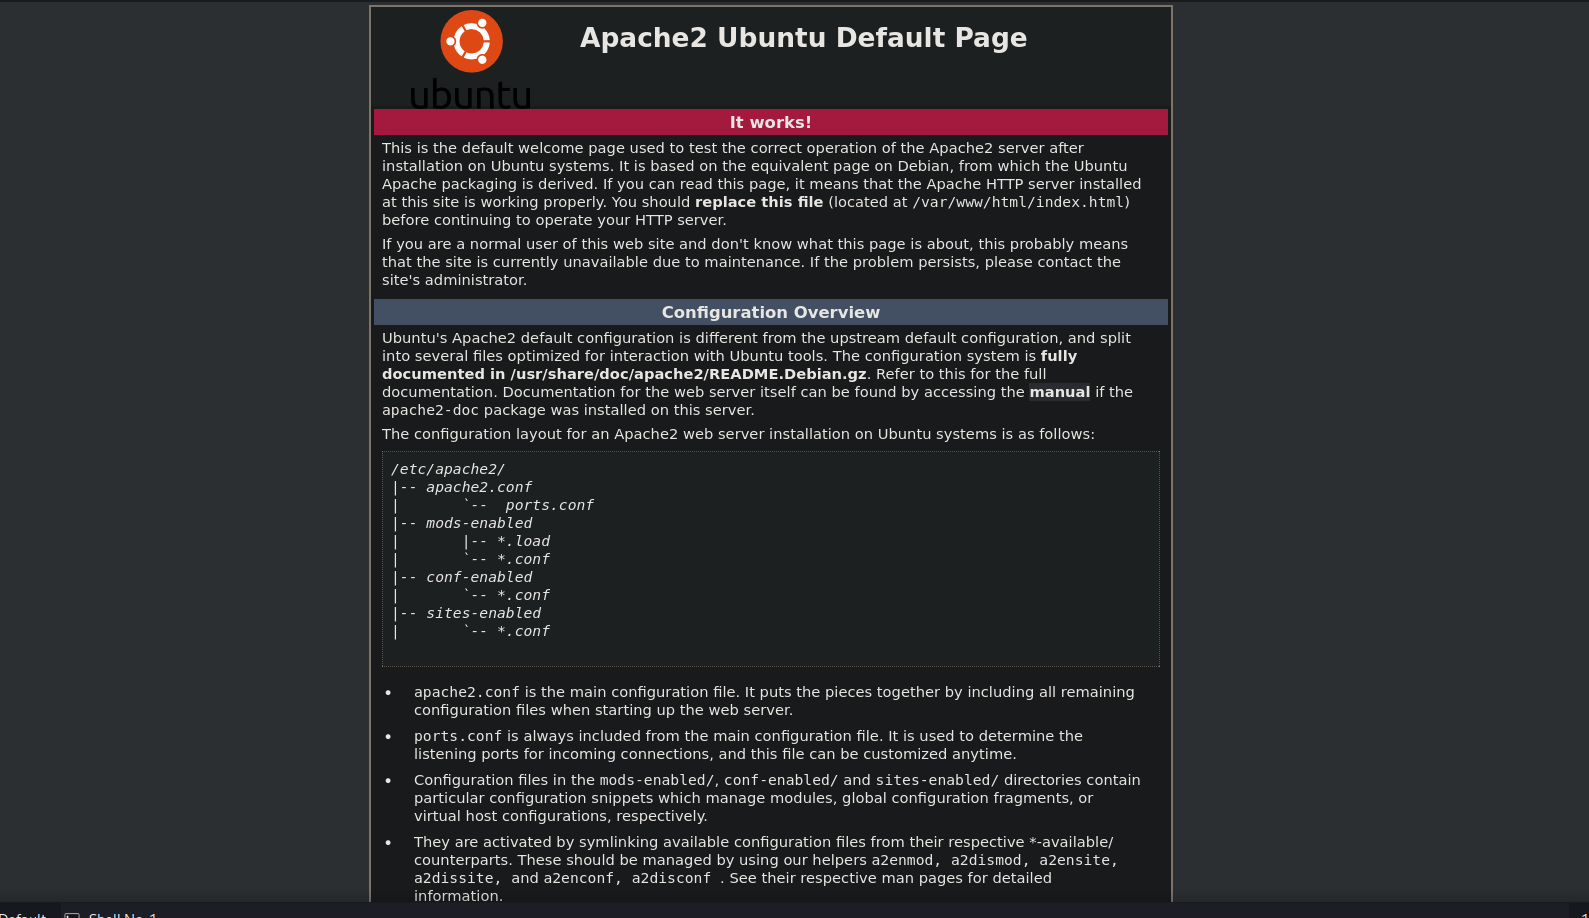 Apache2 Ubuntu Default Page
ubuntu
It works!
This is the default welcome page used to test the correct operation of the Apache2 server after
installation on Ubuntu systems. It is based on the equivalent page on Debian, from which the Ubuntu
Apache packaging is derived. If you can read this page, it means that the Apache HTTP server installed
at this site is working properly. You should replace this file (located at /var/www/html/index.html)
before continuing to operate your HTTP server.
If you are a normal user of this web site and don't know what this page is about, this probably means
that the site is currently unavailable due to maintenance. If the problem persists, please contact the
site's administrator.
Configuration Overview
Ubuntu's Apache2 default configuration is different from the upstream default configuration, and split
into several files optimized for interaction with Ubuntu tools. The configuration system is fully
documented in /usr/share/doc/apache2/README.Debian.gz. Refer to this for the full
documentation. Documentation for the web server itself can be found by accessing the manual if the
apache2-doc package was installed on this server.
The configuration layout for an Apache2 web server installation on Ubuntu systems is as follows:
/etc/apache2/
|-- apache2.conf
|       `--  ports.conf
|-- mods-enabled
|       |-- *.load
|       `-- *.conf
|-- conf-enabled
|       `-- *.conf
|-- sites-enabled
|       `-- *.conf
• apache2.conf is the main configuration file. It puts the pieces together by including all remaining
configuration files when starting up the web server.
• ports.conf is always included from the main configuration file. It is used to determine the
listening ports for incoming connections, and this file can be customized anytime.
• Configuration files in the mods-enabled/, conf-enabled/ and sites-enabled/ directories contain
particular configuration snippets which manage modules, global configuration fragments, or
virtual host configurations, respectively.
• They are activated by symlinking available configuration files from their respective *-available/
counterparts. These should be managed by using our helpers a2enmod, a2dismod, a2ensite,
a2dissite, and a2enconf, a2disconf . See their respective man pages for detailed
information.
Default Shell No. 1